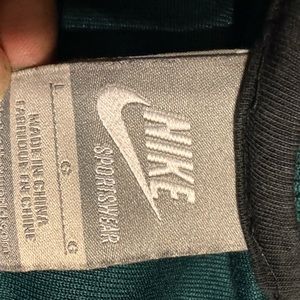 NIKE
SPORTSWEAR
L G G
MADE IN CHINA
FABRIQUÉ EN CHINE